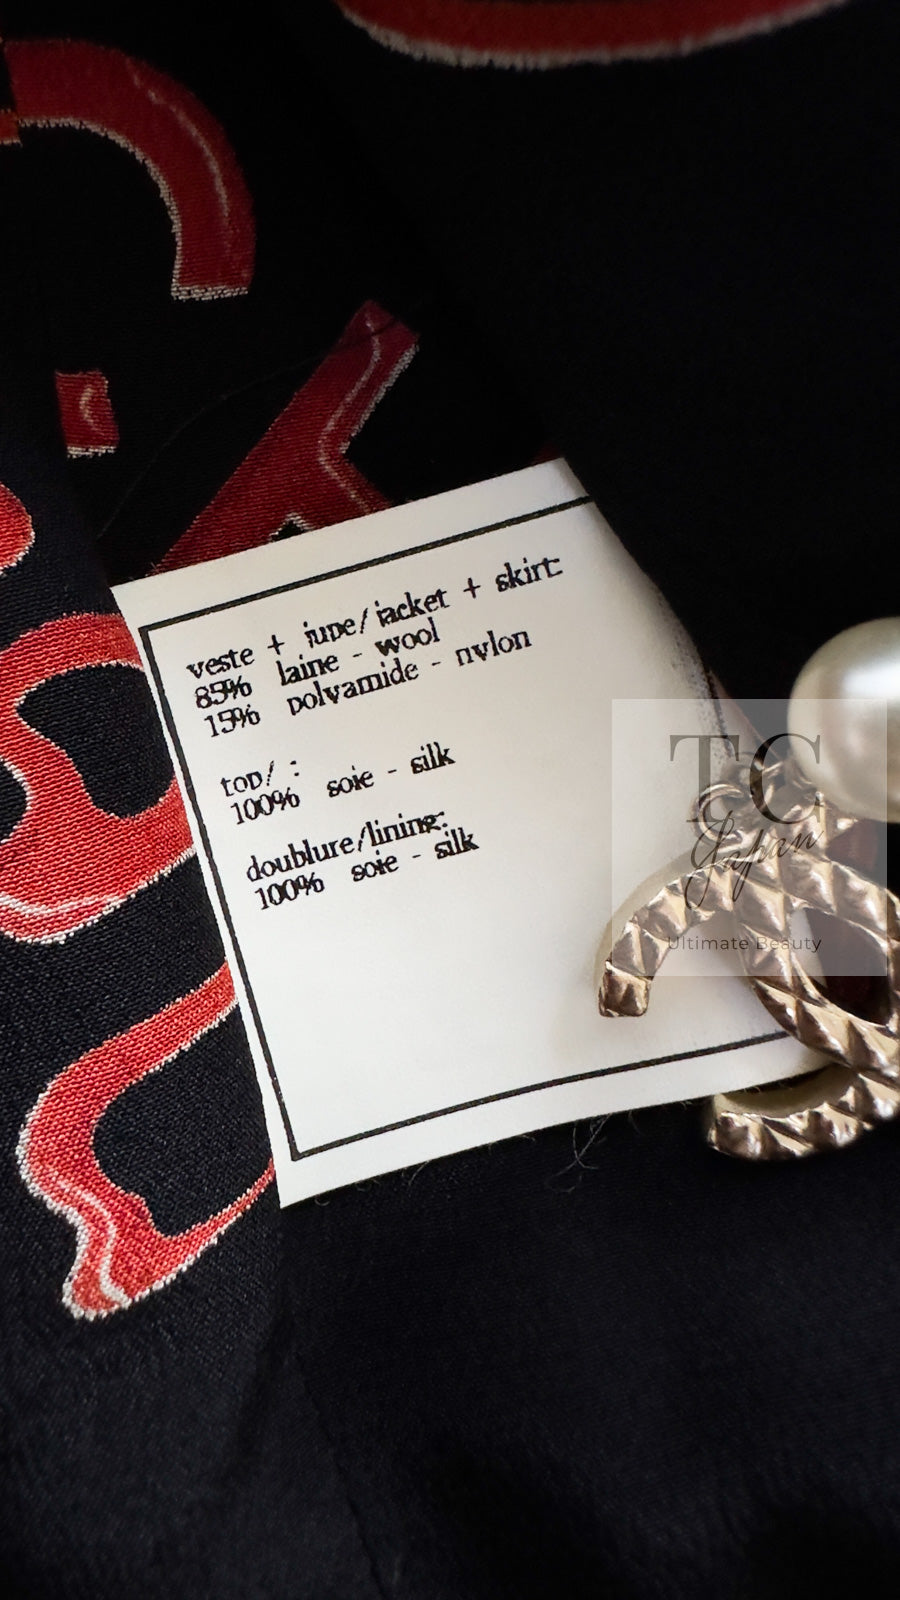 veste + jupe/jacket + skirt:
85% laine - wool
15% polyamide - nylon
top/ :
100% soie - silk
doublure/lining:
100% soie - silk
TC
Japan
Ultimate Beauty